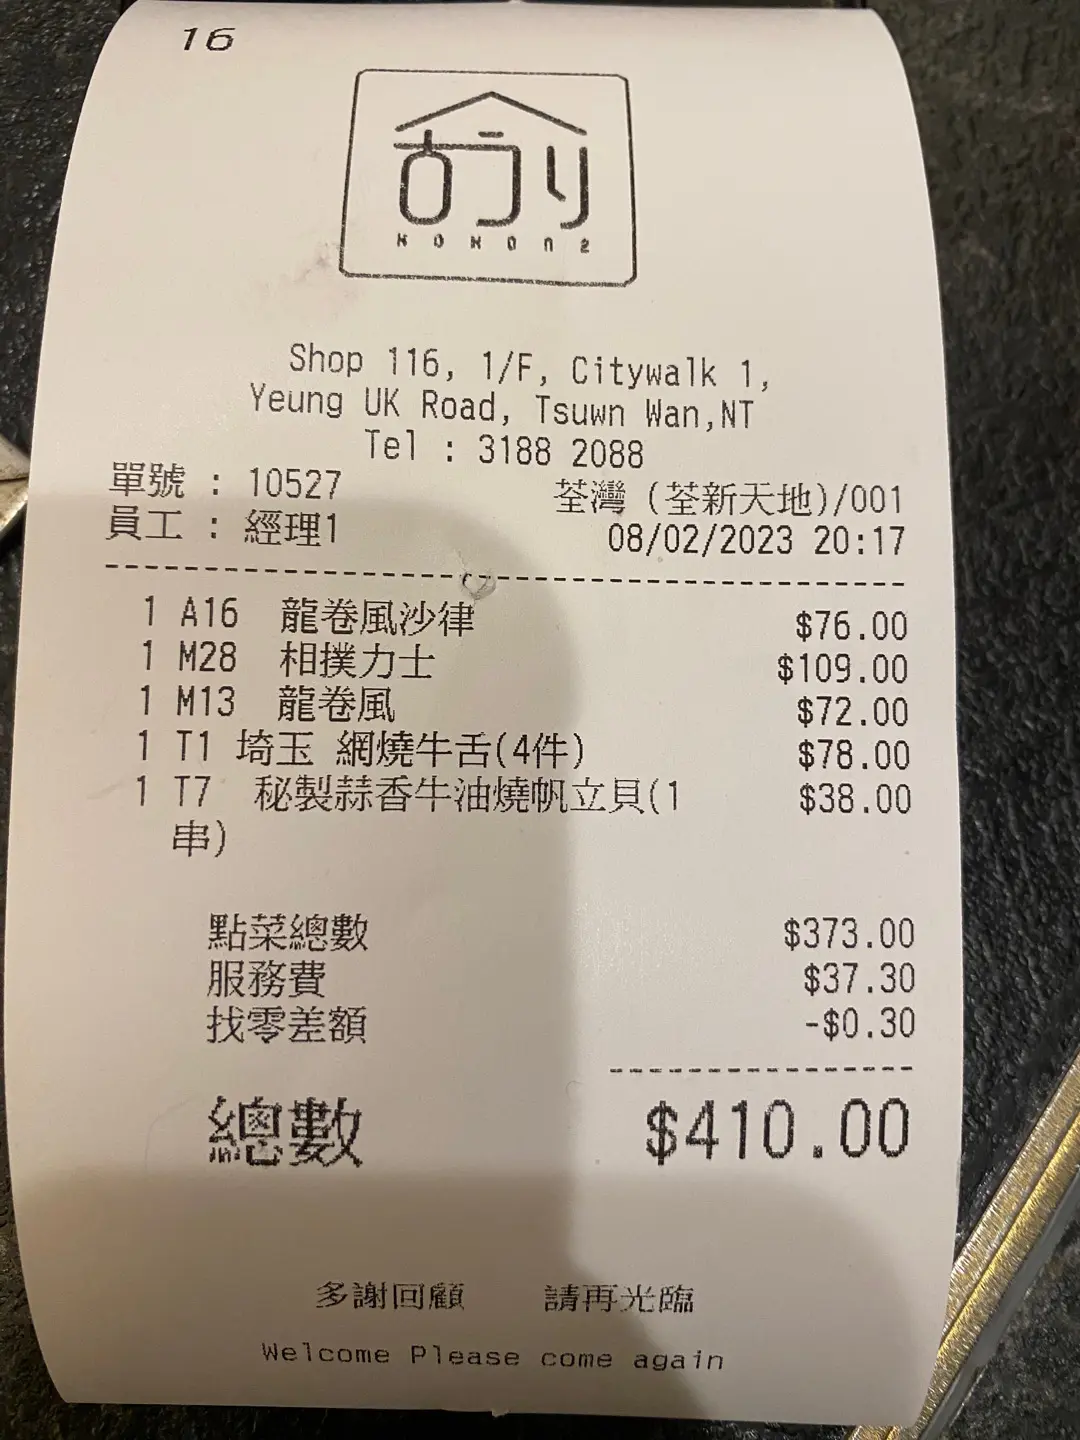 16
古うり
KOKON2
Shop 116, 1/F, Citywalk 1,
Yeung UK Road, Tsuwn Wan,NT
Tel : 3188 2088
單號 : 10527 荃灣 (荃新天地)/001
員工 : 經理1 08/02/2023 20:17
1 A16 龍卷風沙律 $76.00
1 M28 相撲力士 $109.00
1 M13 龍卷風 $72.00
1 T1 埼玉 網燒牛舌(4件) $78.00
1 T7 秘製蒜香牛油燒帆立貝(1 $38.00
串)
點菜總數 $373.00
服務費 $37.30
找零差額 -$0.30
總數 $410.00
多謝回顧 請再光臨
Welcome Please come again